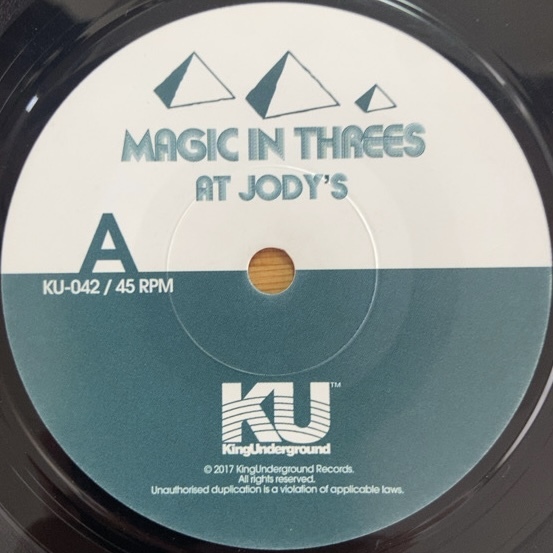 MAGIC IN THREES
AT JODY'S
A
KU-042 / 45 RPM
KU™
KingUnderground
© 2017 KingUnderground Records.
All rights reserved.
Unauthorised duplication is a violation of applicable laws.